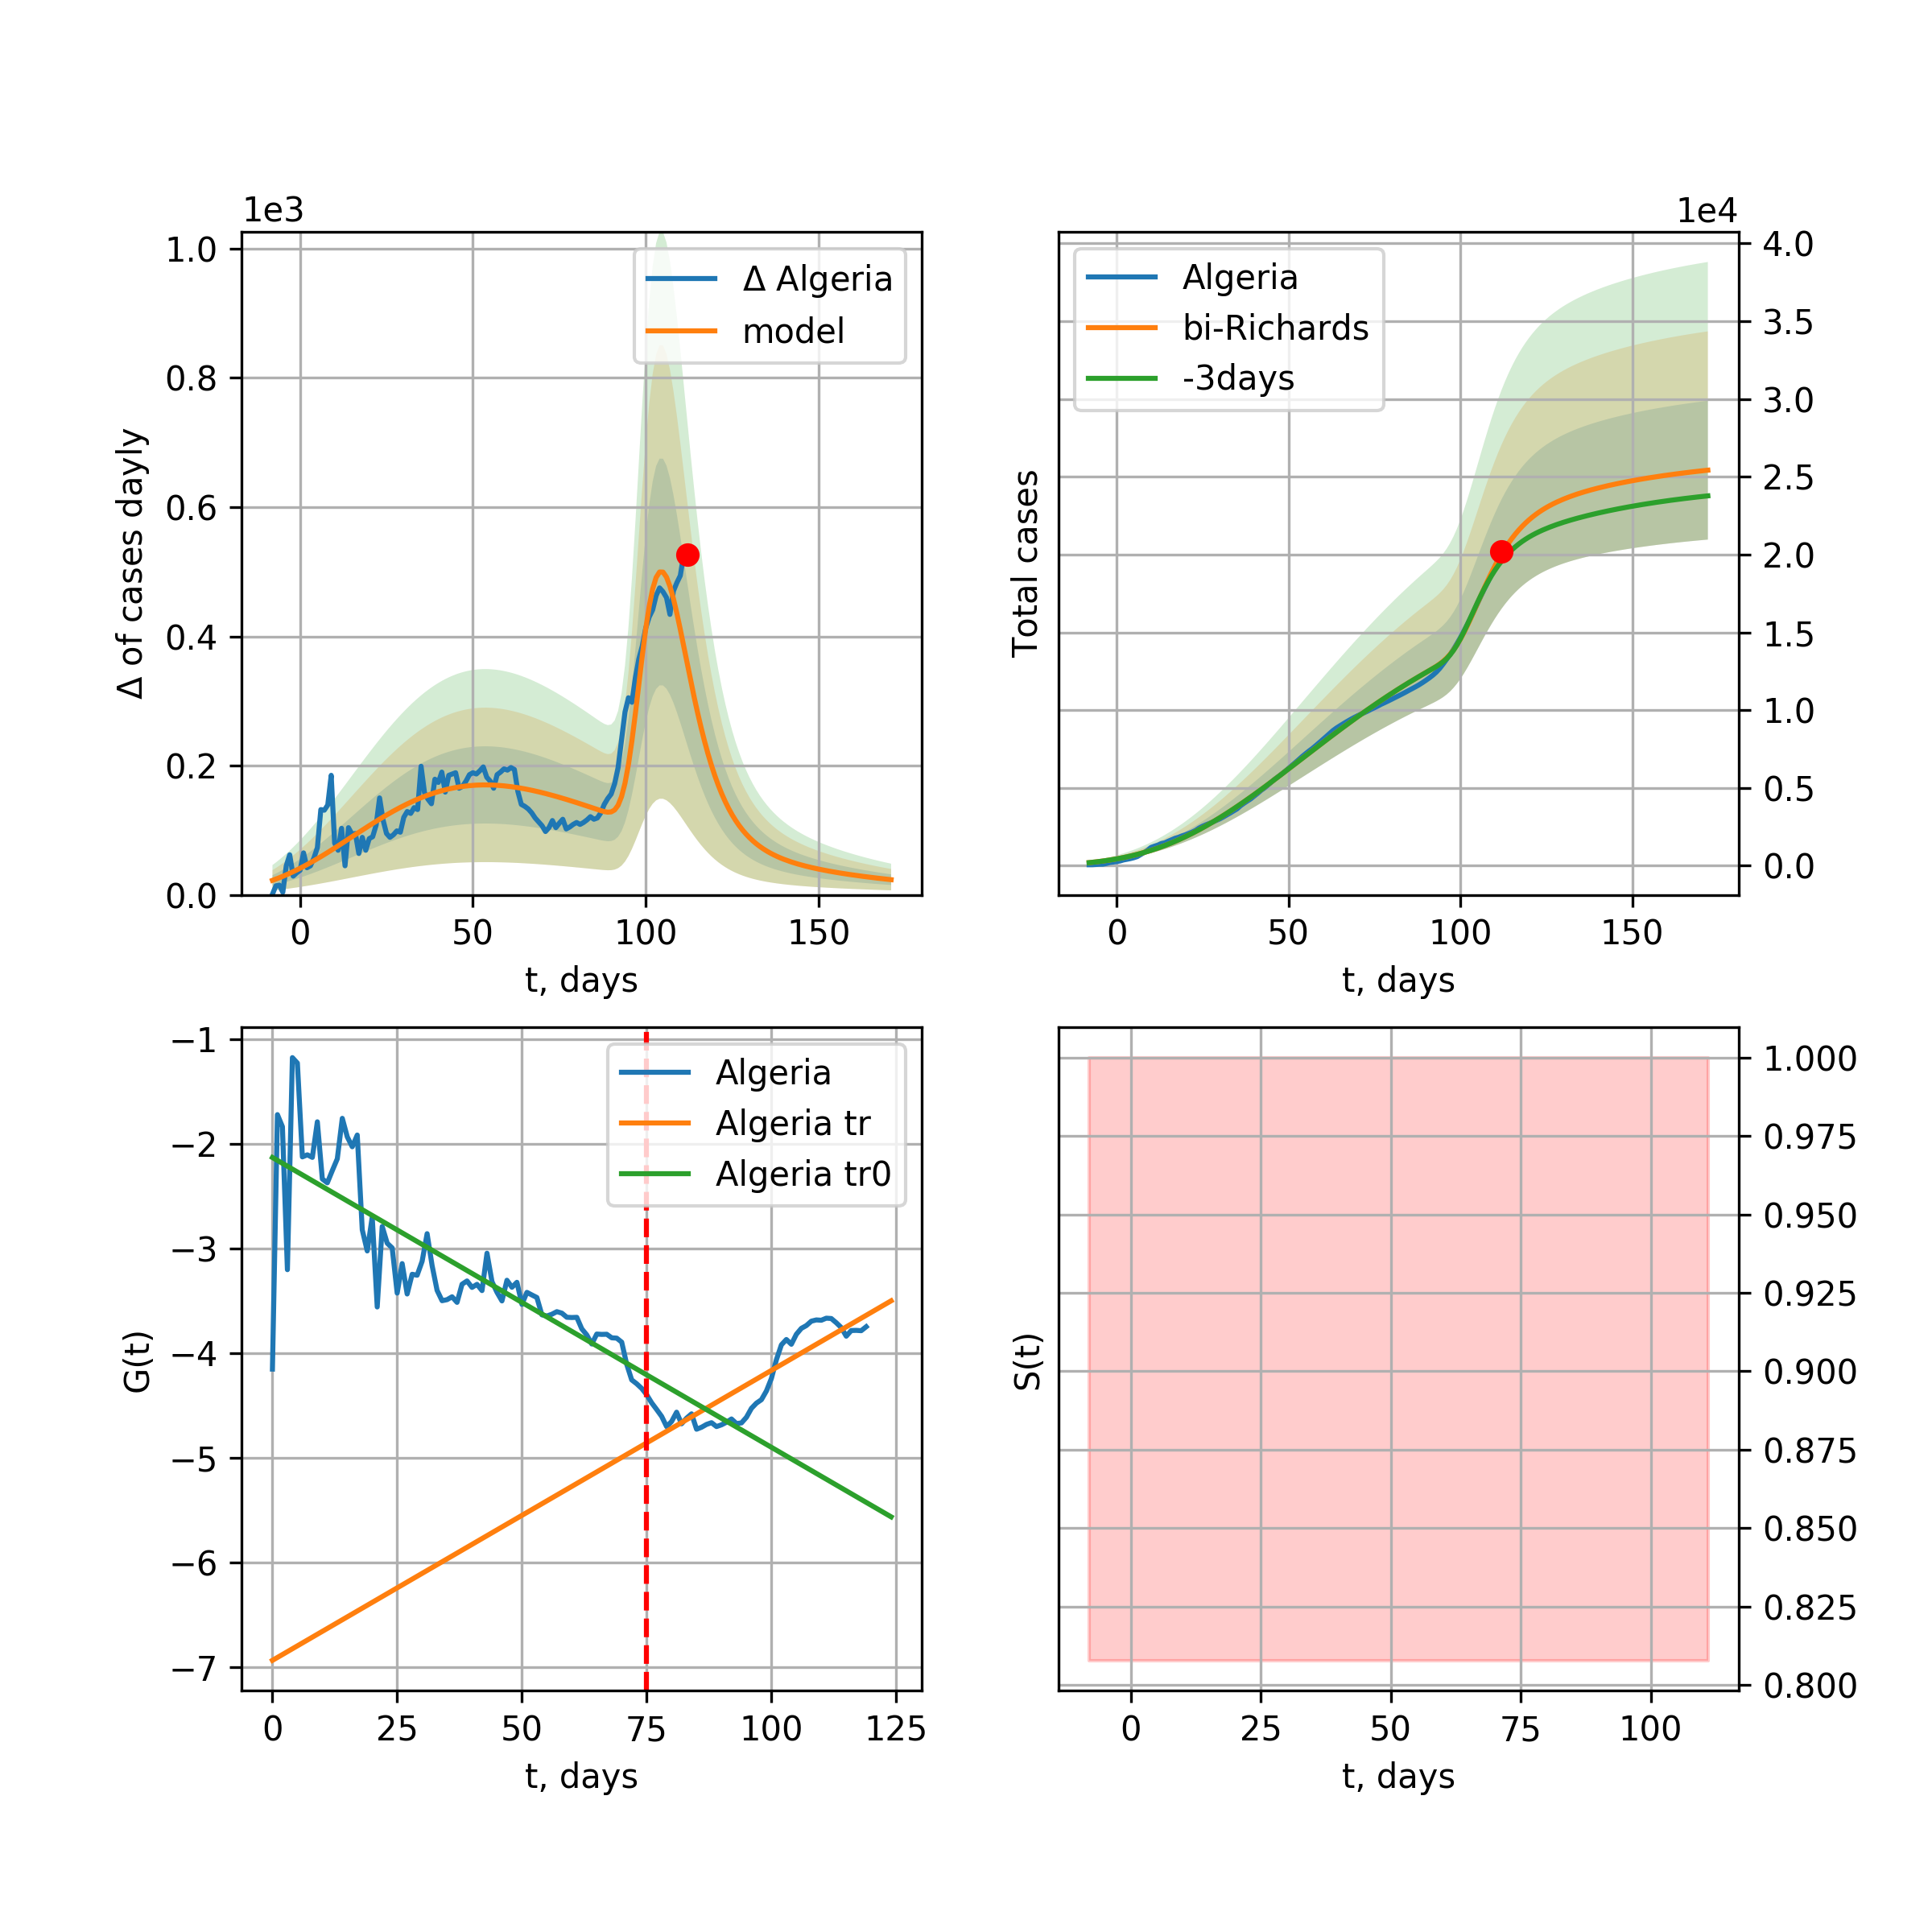 1e3
1.0
0.8
0.6
0.4
0.2
0.0
Δ of cases dayly
Δ Algeria
model
0 50 100 150
t, days
1e4
4.0
3.5
3.0
2.5
2.0
1.5
1.0
0.5
0.0
Total cases
Algeria
bi-Richards
-3days
0 50 100 150
t, days
−1
−2
−3
−4
−5
−6
−7
G(t)
Algeria
Algeria tr
Algeria tr0
0 25 50 75 100 125
t, days
1.000
0.975
0.950
0.925
0.900
0.875
0.850
0.825
0.800
S(t)
0 25 50 75 100
t, days